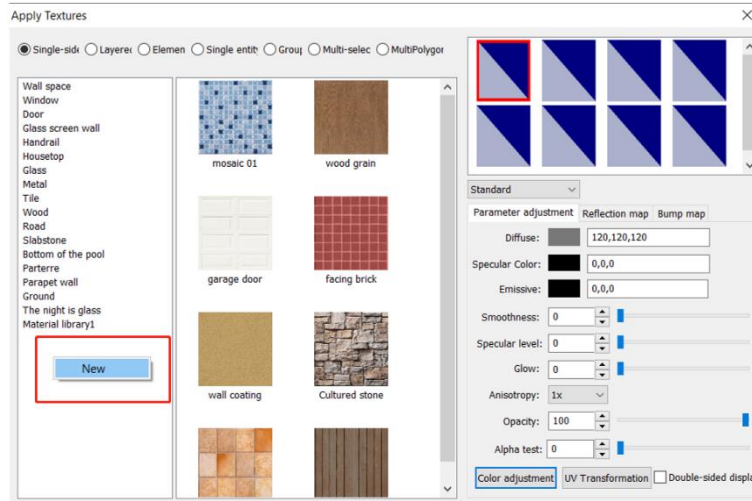 Apply Textures
Single-side Layerec Elemen Single entity Group Multi-selec MultiPolygor
Wall space
Window
Door
Glass screen wall
Handrail
Housetop
Glass
Metal
Tile
Wood
Road
Slabstone
Bottom of the pool
Parterre
Parapet wall
Ground
The night is glass
Material library1
New
mosaic 01 wood grain
garage door facing brick
wall coating Cultured stone
Standard
Parameter adjustment Reflection map Bump map
Diffuse: 120,120,120
Specular Color: 0,0,0
Emissive: 0,0,0
Smoothness: 0
Specular level: 0
Glow: 0
Anisotropy: 1x
Opacity: 100
Alpha test: 0
Color adjustment UV Transformation Double-sided displa